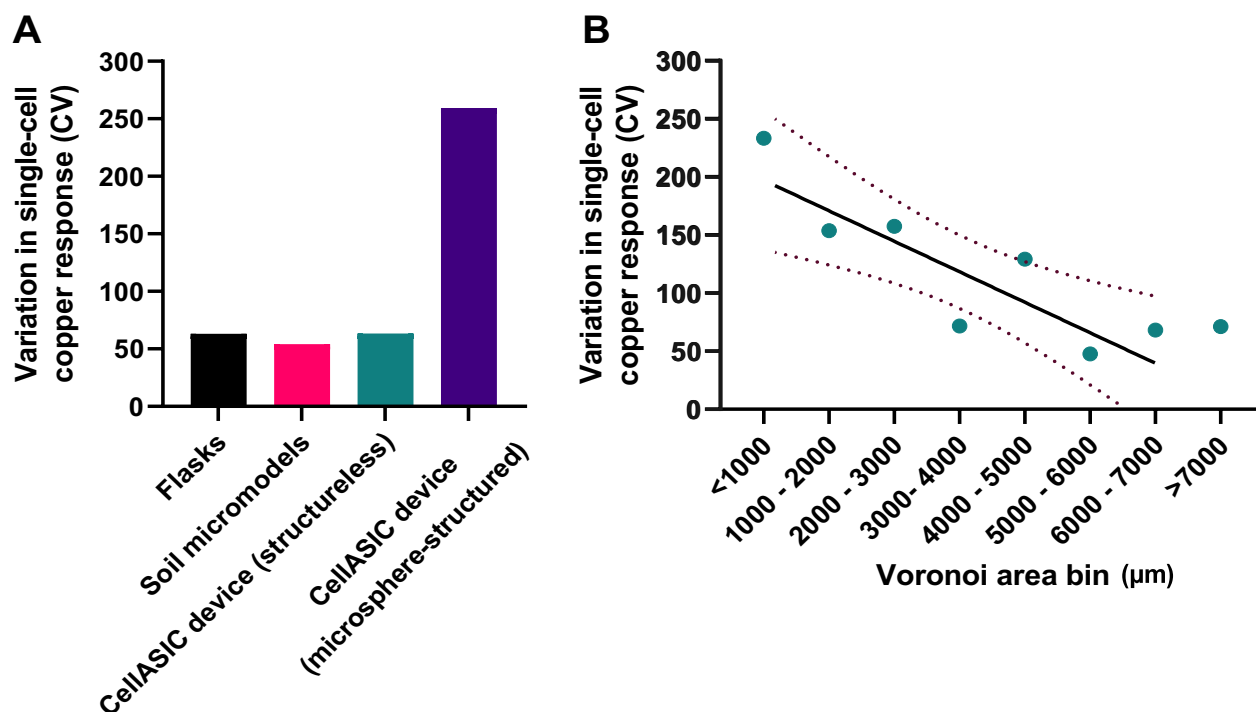 A
Variation in single-cell
copper response (CV)
300
250
200
150
100
50
0
Flasks
Soil micromodels
CellASIC device (structureless)
CellASIC device
(microsphere-structured)
B
Variation in single-cell
copper response (CV)
300
250
200
150
100
50
0
<1000
1000 - 2000
2000 - 3000
3000- 4000
4000 - 5000
5000 - 6000
6000 - 7000
>7000
Voronoi area bin (µm)